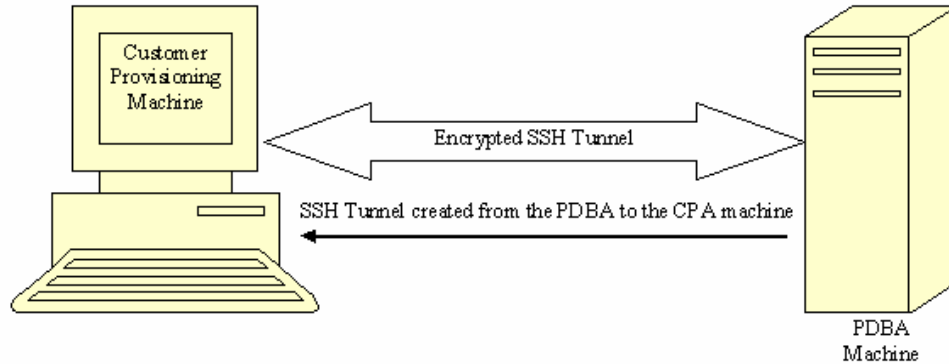 Customer
Provisioning
Machine
Encrypted SSH Tunnel
SSH Tunnel created from the PDBA to the CPA machine
PDBA
Machine